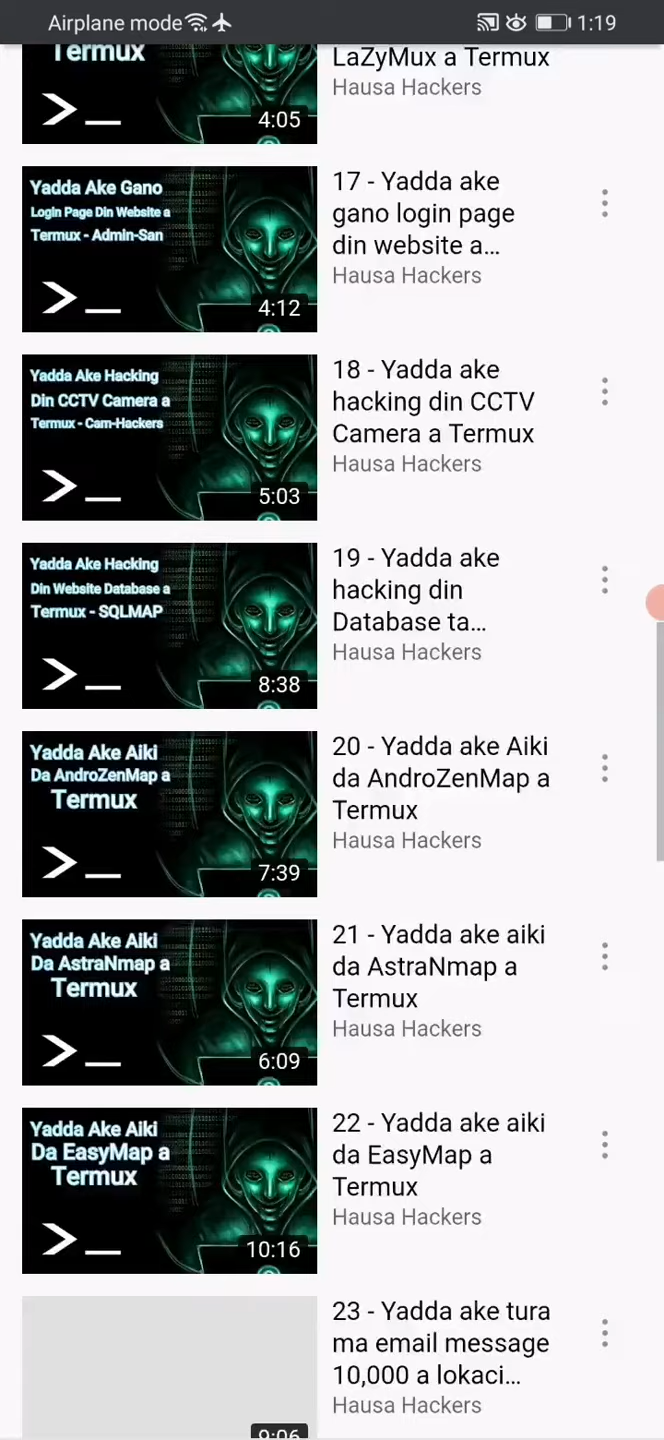 Airplane mode
1:19
Termux
4:05
LaZyMux a Termux
Hausa Hackers
Yadda Ake Gano
Login Page Din Website a
Termux - Admin-San
4:12
17 - Yadda ake
gano login page
din website a...
Hausa Hackers
Yadda Ake Hacking
Din CCTV Camera a
Termux - Cam-Hackers
5:03
18 - Yadda ake
hacking din CCTV
Camera a Termux
Hausa Hackers
Yadda Ake Hacking
Din Website Database a
Termux - SQLMAP
8:38
19 - Yadda ake
hacking din
Database ta...
Hausa Hackers
Yadda Ake Aiki
Da AndroZenMap a
Termux
7:39
20 - Yadda ake Aiki
da AndroZenMap a
Termux
Hausa Hackers
Yadda Ake Aiki
Da AstraNmap a
Termux
6:09
21 - Yadda ake aiki
da AstraNmap a
Termux
Hausa Hackers
Yadda Ake Aiki
Da EasyMap a
Termux
10:16
22 - Yadda ake aiki
da EasyMap a
Termux
Hausa Hackers
9:06
23 - Yadda ake tura
ma email message
10,000 a lokaci...
Hausa Hackers